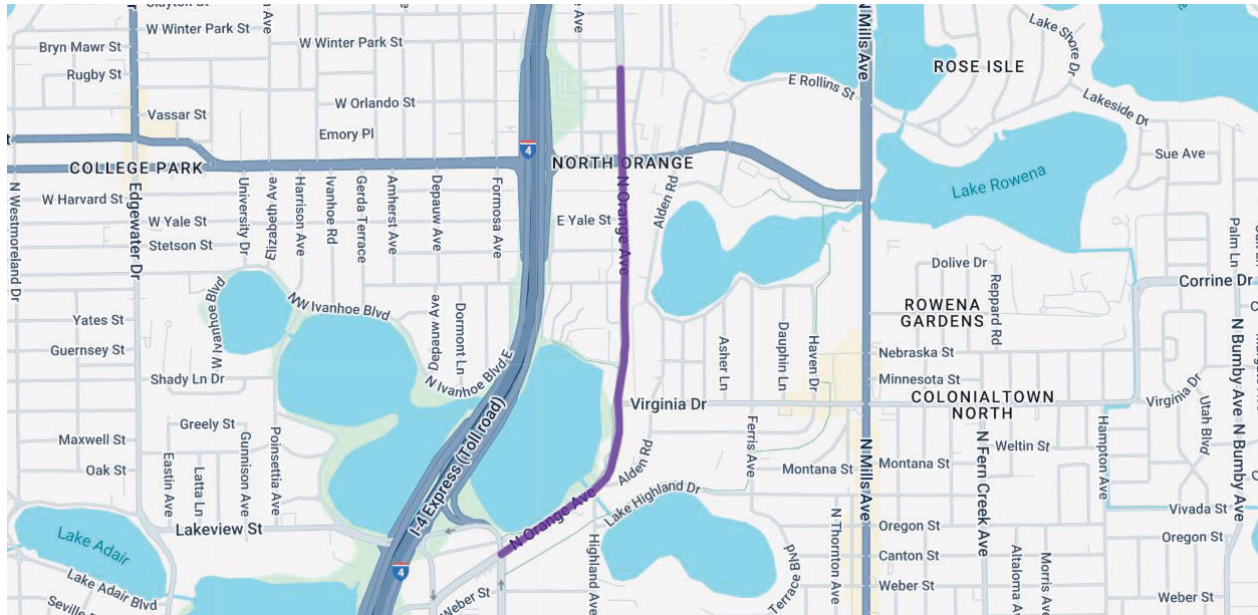 Clayton St
W Winter Park St
W Winter Park St
Bryn Mawr St
Rugby St
W Orlando St
Vassar St
Emory Pl
N Mills Ave
ROSE ISLE
E Rollins St
Lake Shore Dr
Lakeside Dr
Sue Ave
4
COLLEGE PARK
NORTH ORANGE
Lake Rowena
N Westmoreland Dr
Edgewater Dr
W Harvard St
W Yale St
Stetson St
University Dr
Elizabeth Ave
Harrison Ave
Ivanhoe Rd
Gerda Terrace
Amherst Ave
Depauw Ave
Formosa Ave
E Yale St
N Orange Ave
Alden Rd
Palm Ln
Dolive Dr
Reppard Rd
Corrine Dr
W Ivanhoe Blvd
NW Ivanhoe Blvd
ROWENA
GARDENS
Yates St
Guernsey St
Depauw Ave
Dormont Ln
N Ivanhoe Blvd E
Asher Ln
Dauphin Ln
Haven Dr
Nebraska St
Minnesota St
N Bumby Ave
Shady Ln Dr
Virginia Dr
COLONIALTOWN
NORTH
Virginia Dr
Utah Blvd
Greely St
Maxwell St
Oak St
Eastin Ave
Latta Ln
Gunnison Ave
Poinsettia Ave
I-4 Express (Toll road)
Alden Rd
Ferris Ave
Montana St
N Mills Ave
Montana St
N Fern Creek Ave
Weltin St
Hampton Ave
N Bumby Ave
N Orange Ave
Lake Highland Dr
Lakeview St
Vivada St
Lake Adair
Oregon St
Oregon St
N Thornton Ave
Canton St
Altaloma Ave
Morris Ave
4
Lake Adair Blvd
Weber St
Highland Ave
Terrace Blvd
Weber St
Weber St